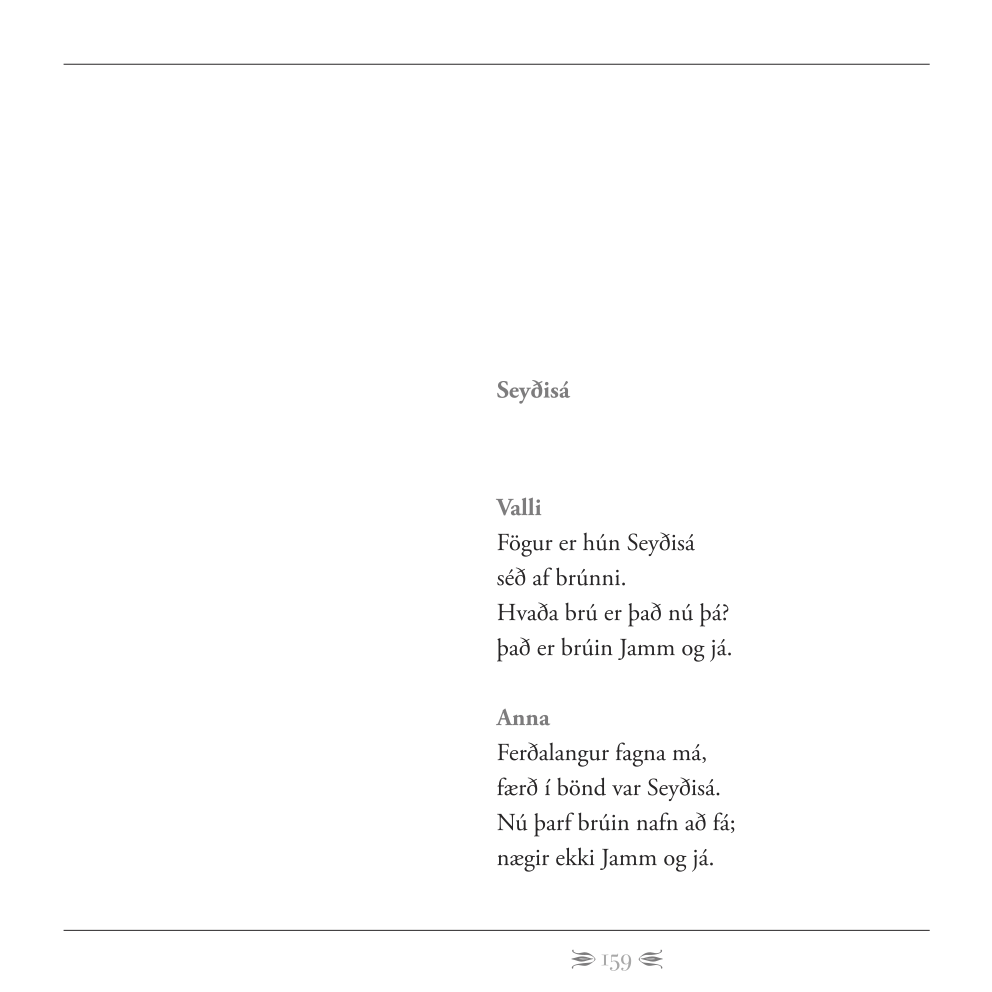 Seyðisá
Valli
Fögur er hún Seyðisá
séð af brúnni.
Hvaða brú er það nú þá?
það er brúin Jamm og já.
Anna
Ferðalangur fagna má,
færð í bönd var Seyðisá.
Nú þarf brúin nafn að fá;
nægir ekki Jamm og já.
159